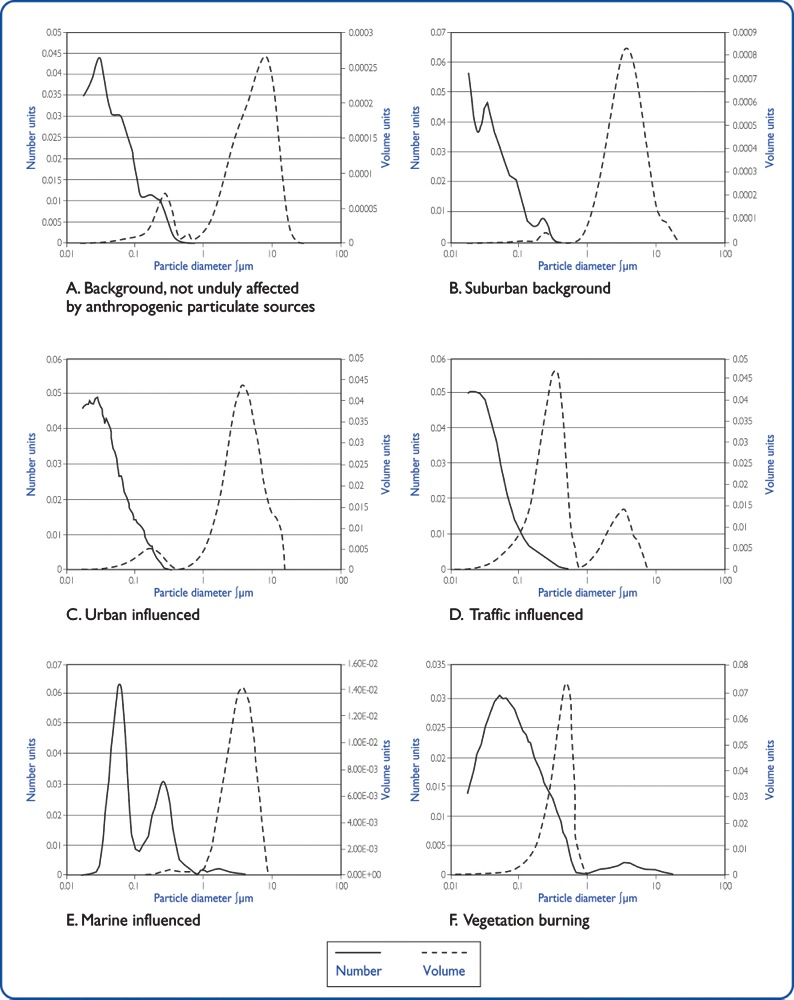 0.05
0.045
0.04
0.035
0.03
0.025
0.02
0.015
0.01
0.005
0
Number units
0.0003
0.00025
0.0002
0.00015
0.0001
0.00005
0
Volume units
0.01 0.1 1 10 100
Particle diameter ∫μm
A. Background, not unduly affected
by anthropogenic particulate sources
0.07
0.06
0.05
0.04
0.03
0.02
0.01
0
Number units
0.0009
0.0008
0.0007
0.0006
0.0005
0.0004
0.0003
0.0002
0.0001
0
Volume units
0.01 0.1 1 10 100
Particle diameter ∫μm
B. Suburban background
0.06
0.05
0.04
0.03
0.02
0.01
0
Number units
0.05
0.045
0.04
0.035
0.03
0.025
0.02
0.015
0.01
0.005
0
Volume units
0.01 0.1 1 10 100
Particle diameter ∫μm
C. Urban influenced
0.06
0.05
0.04
0.03
0.02
0.01
0
Number units
0.05
0.045
0.04
0.035
0.03
0.025
0.02
0.015
0.01
0.005
0
Volume units
0.01 0.1 1 10 100
Particle diameter ∫μm
D. Traffic influenced
0.07
0.06
0.05
0.04
0.03
0.02
0.01
0
Number units
1.60E-02
1.40E-02
1.20E-02
1.00E-02
8.00E-03
6.00E-03
4.00E-03
2.00E-03
0.00E+00
Volume units
0.01 0.1 1 10 100
Particle diameter ∫μm
E. Marine influenced
0.035
0.03
0.025
0.02
0.015
0.01
0.005
0
Number units
0.08
0.07
0.06
0.05
0.04
0.03
0.02
0.01
0
Volume units
0.01 0.1 1 10 100
Particle diameter ∫μm
F. Vegetation burning
Number Volume